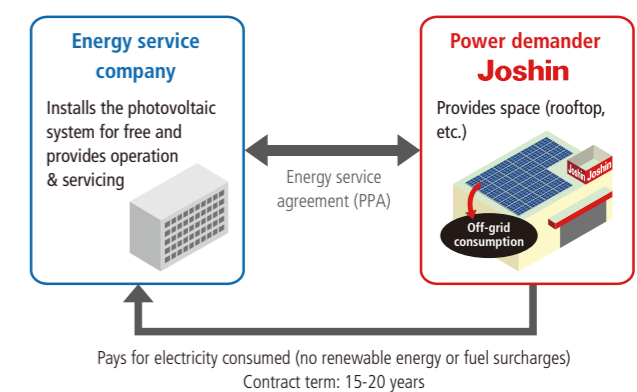 Energy service
company
Installs the photovoltaic
system for free and
provides operation
& servicing
Energy service
agreement (PPA)
Power demander
Joshin
Provides space (rooftop,
etc.)
Joshin Joshin
Off-grid
consumption
Pays for electricity consumed (no renewable energy or fuel surcharges)
Contract term: 15-20 years